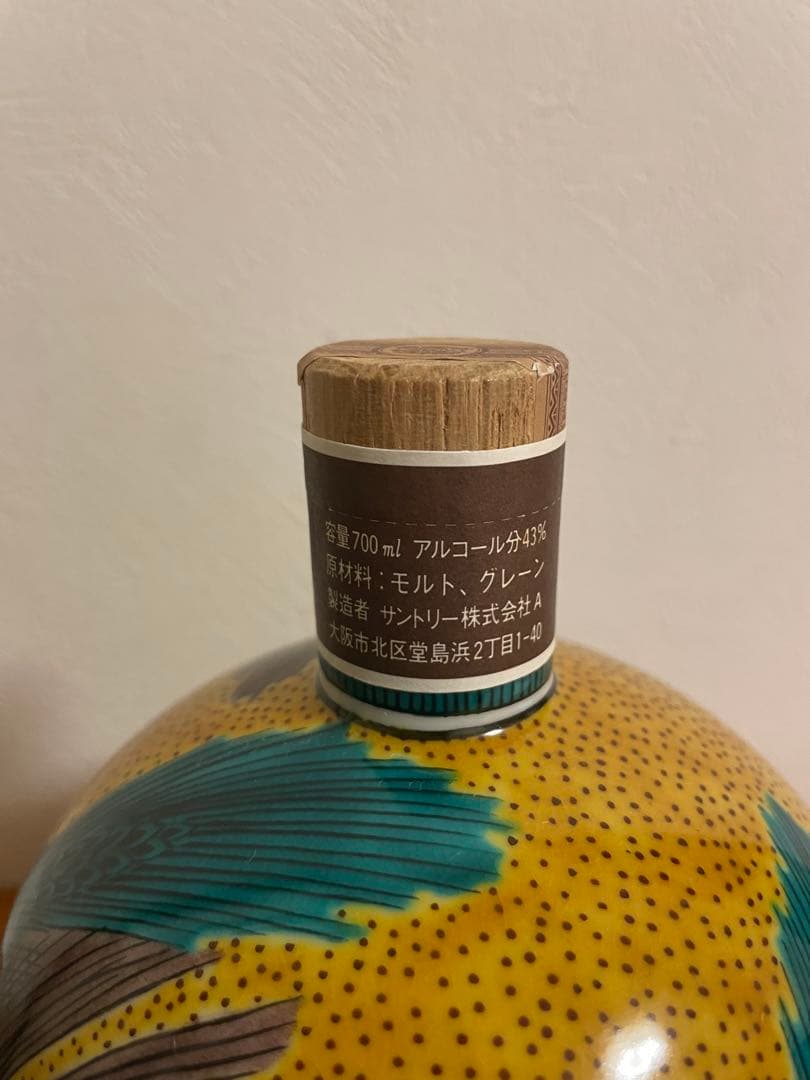 容量700ml アルコール分43%
原材料：モルト、グレーン
製造者 サントリー株式会社A
大阪市北区堂島浜2丁目1-40